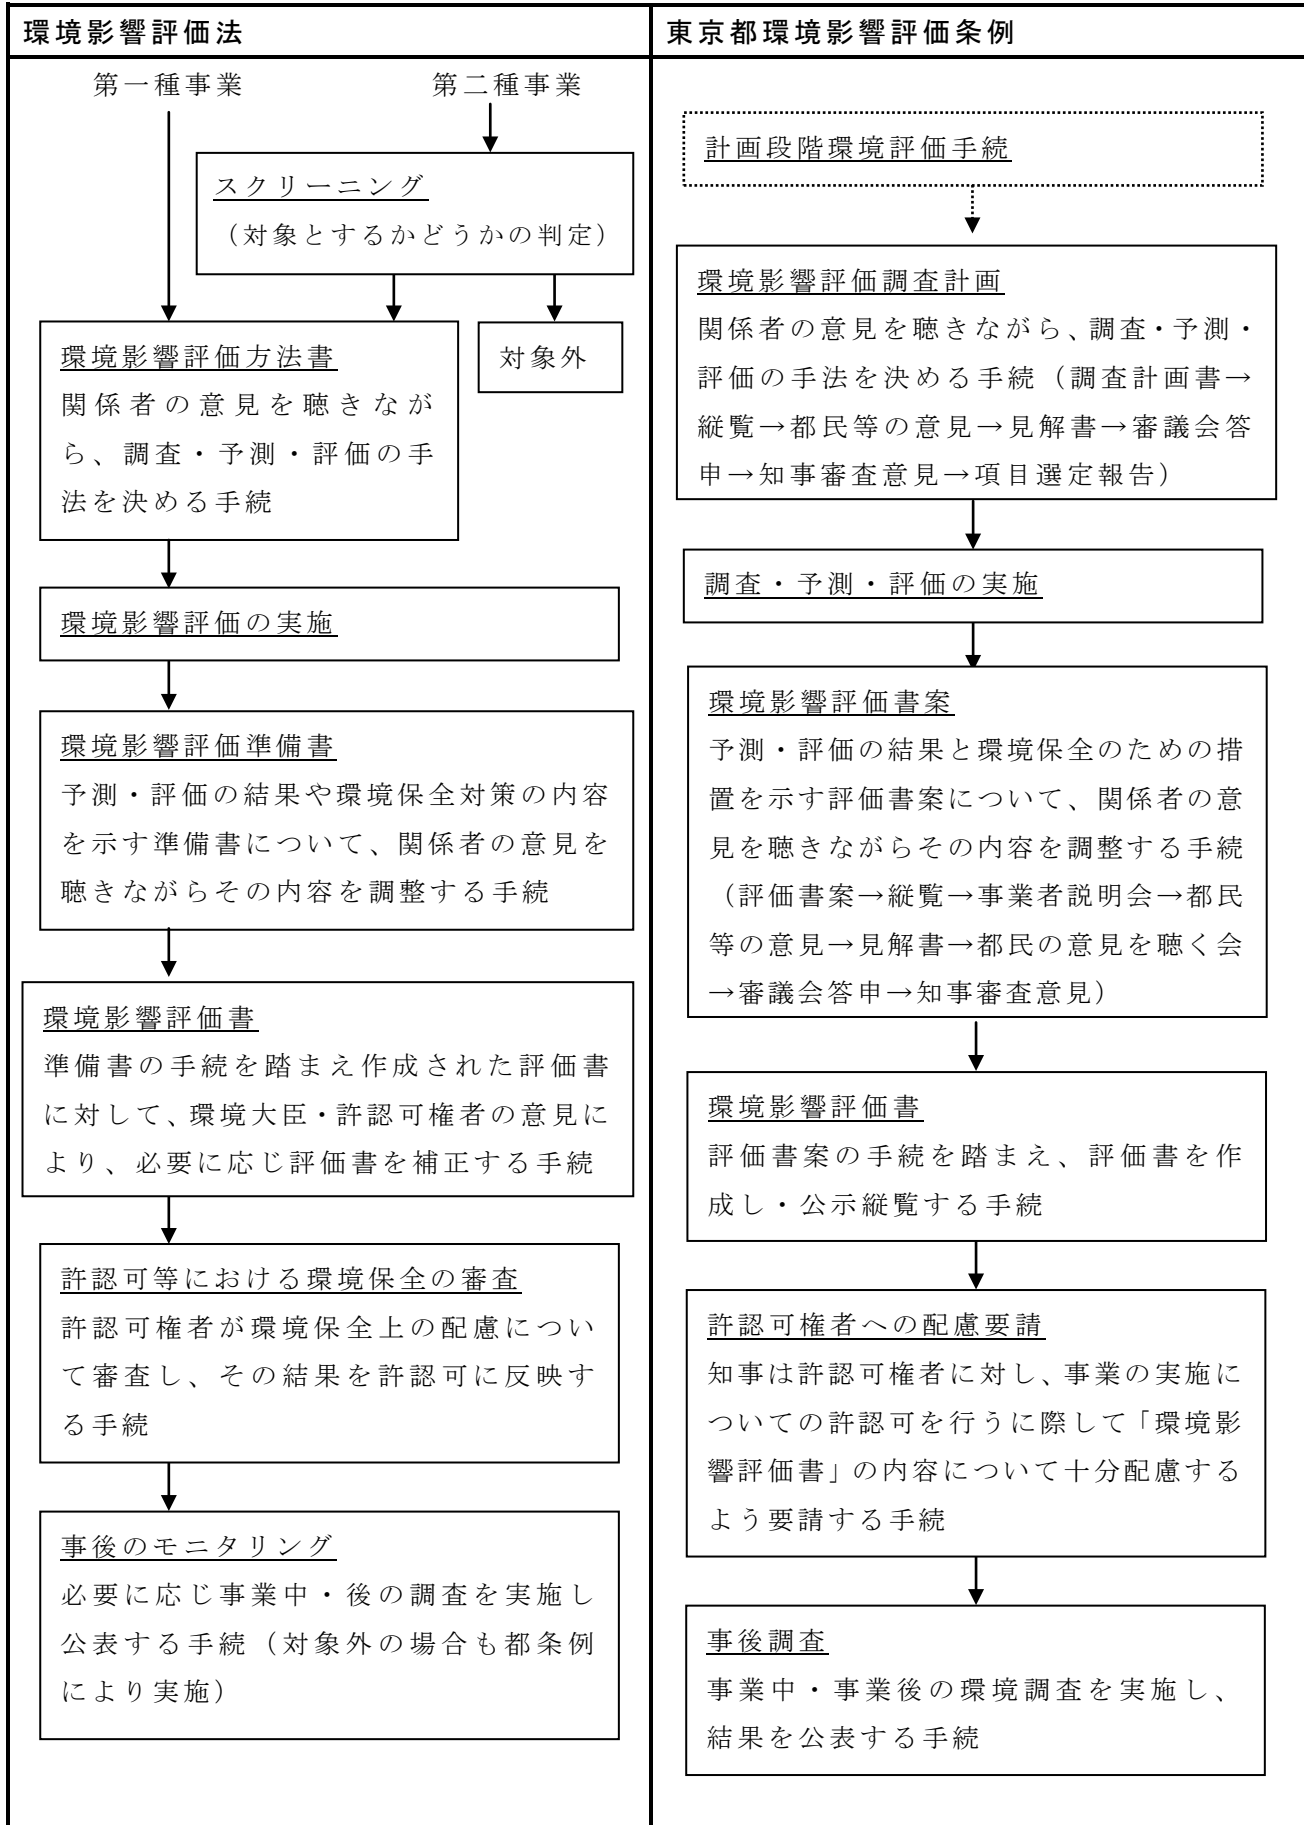 環境影響評価法
第一種事業
第二種事業
スクリーニング
（対象とするかどうかの判定）
環境影響評価方法書
関係者の意見を聴きなが
ら、調査・予測・評価の手
法を決める手続
対象外
環境影響評価の実施
環境影響評価準備書
予測・評価の結果や環境保全対策の内容
を示す準備書について、関係者の意見を
聴きながらその内容を調整する手続
環境影響評価書
準備書の手続を踏まえ作成された評価書
に対して、環境大臣・許認可権者の意見に
より、必要に応じ評価書を補正する手続
許認可等における環境保全の審査
許認可権者が環境保全上の配慮につい
て審査し、その結果を許認可に反映す
る手続
事後のモニタリング
必要に応じ事業中・後の調査を実施し
公表する手続（対象外の場合も都条例
により実施）
東京都環境影響評価条例
計画段階環境評価手続
環境影響評価調査計画
関係者の意見を聴きながら、調査・予測・
評価の手法を決める手続（調査計画書→
縦覧→都民等の意見→見解書→審議会答
申→知事審査意見→項目選定報告）
調査・予測・評価の実施
環境影響評価書案
予測・評価の結果と環境保全のための措
置を示す評価書案について、関係者の意
見を聴きながらその内容を調整する手続
（評価書案→縦覧→事業者説明会→都民
等の意見→見解書→都民の意見を聴く会
→審議会答申→知事審査意見）
環境影響評価書
評価書案の手続を踏まえ、評価書を作
成し・公示縦覧する手続
許認可権者への配慮要請
知事は許認可権者に対し、事業の実施に
ついての許認可を行うに際して「環境影
響評価書」の内容について十分配慮する
よう要請する手続
事後調査
事業中・事業後の環境調査を実施し、
結果を公表する手続